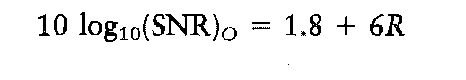 10 log₁₀(SNR)ₒ = 1.8 + 6R